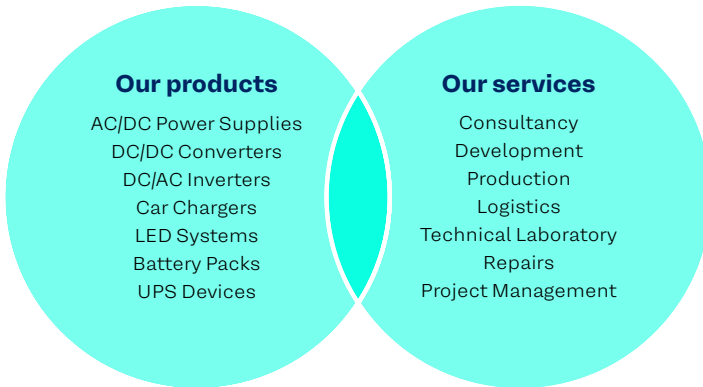 Our products
AC/DC Power Supplies
DC/DC Converters
DC/AC Inverters
Car Chargers
LED Systems
Battery Packs
UPS Devices
Our services
Consultancy
Development
Production
Logistics
Technical Laboratory
Repairs
Project Management